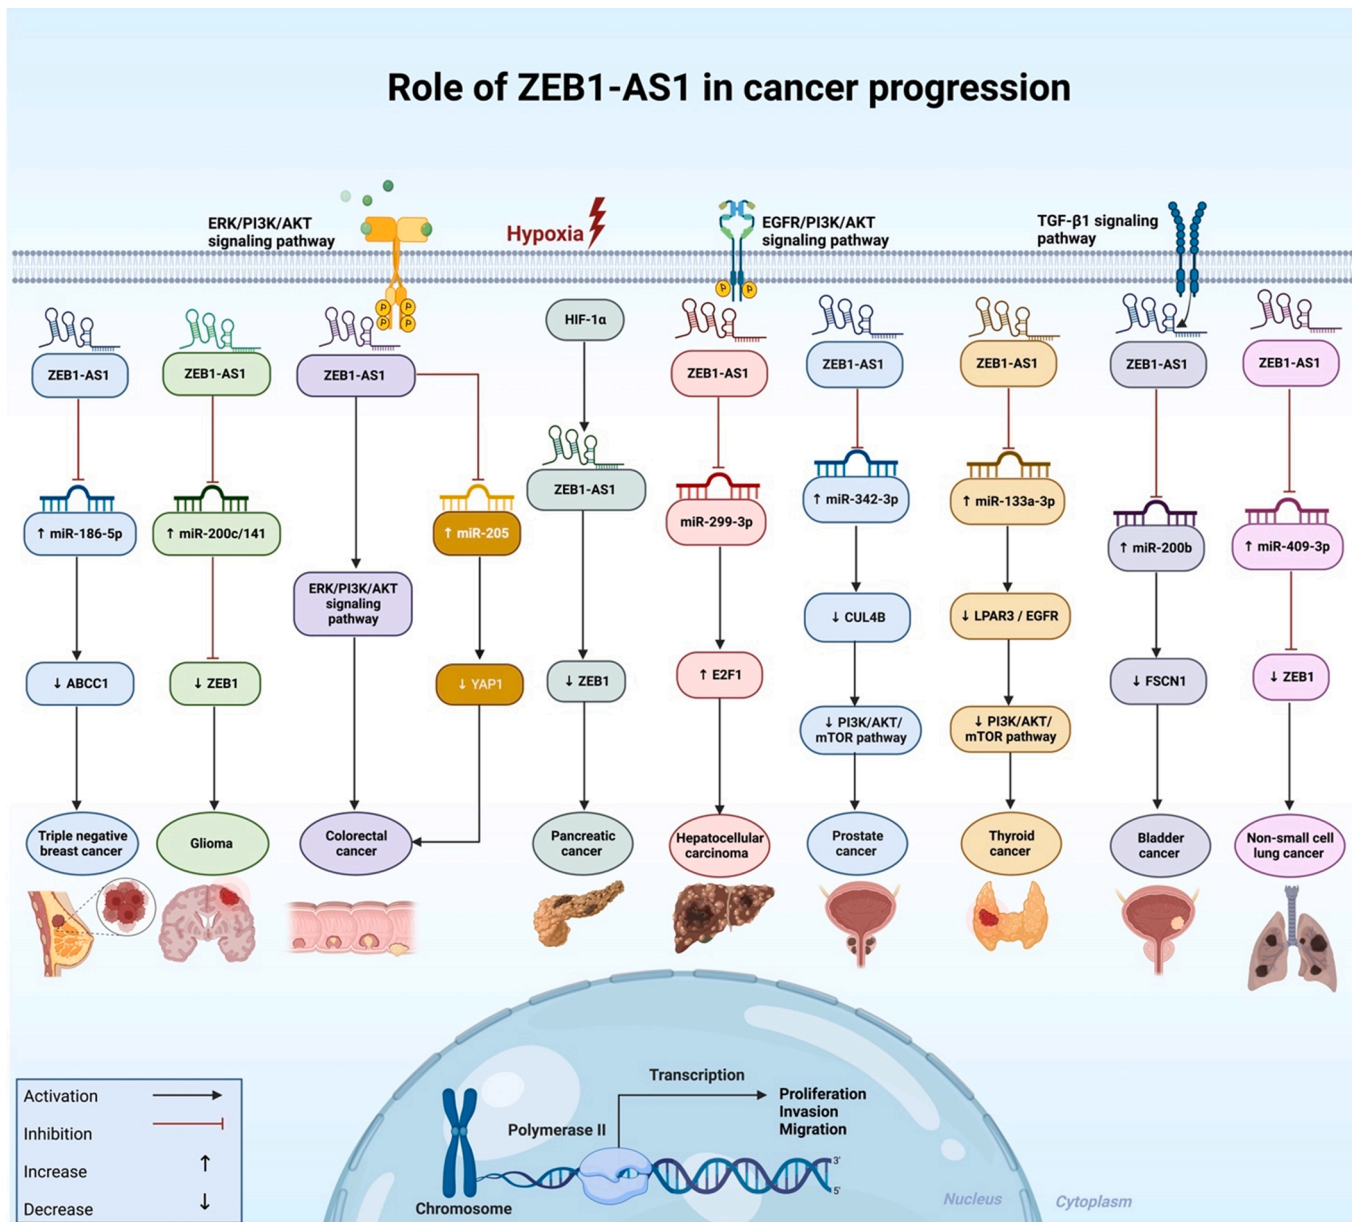 Role of ZEB1-AS1 in cancer progression
ERK/PI3K/AKT
signaling pathway
Hypoxia
EGFR/PI3K/AKT
signaling pathway
TGF-β1 signaling
pathway
P
P
P
P
P
P
ZEB1-AS1
ZEB1-AS1
ZEB1-AS1
HIF-1α
ZEB1-AS1
ZEB1-AS1
ZEB1-AS1
ZEB1-AS1
ZEB1-AS1
ZEB1-AS1
↑ miR-186-5p
↑ miR-200c/141
↑ miR-205
miR-299-3p
↑ miR-342-3p
↑ miR-133a-3p
↑ miR-200b
↑ miR-409-3p
ERK/PI3K/AKT
signaling
pathway
↓ CUL4B
↓ LPAR3 / EGFR
↓ ABCC1
↓ ZEB1
↓ YAP1
↓ ZEB1
↑ E2F1
↓ PI3K/AKT/
mTOR pathway
↓ PI3K/AKT/
mTOR pathway
↓ FSCN1
↓ ZEB1
Triple negative
breast cancer
Glioma
Colorectal
cancer
Pancreatic
cancer
Hepatocellular
carcinoma
Prostate
cancer
Thyroid
cancer
Bladder
cancer
Non-small cell
lung cancer
Activation
Inhibition
Increase ↑
Decrease ↓
Transcription
Polymerase II
Proliferation
Invasion
Migration
3'
5'
Chromosome
Nucleus
Cytoplasm